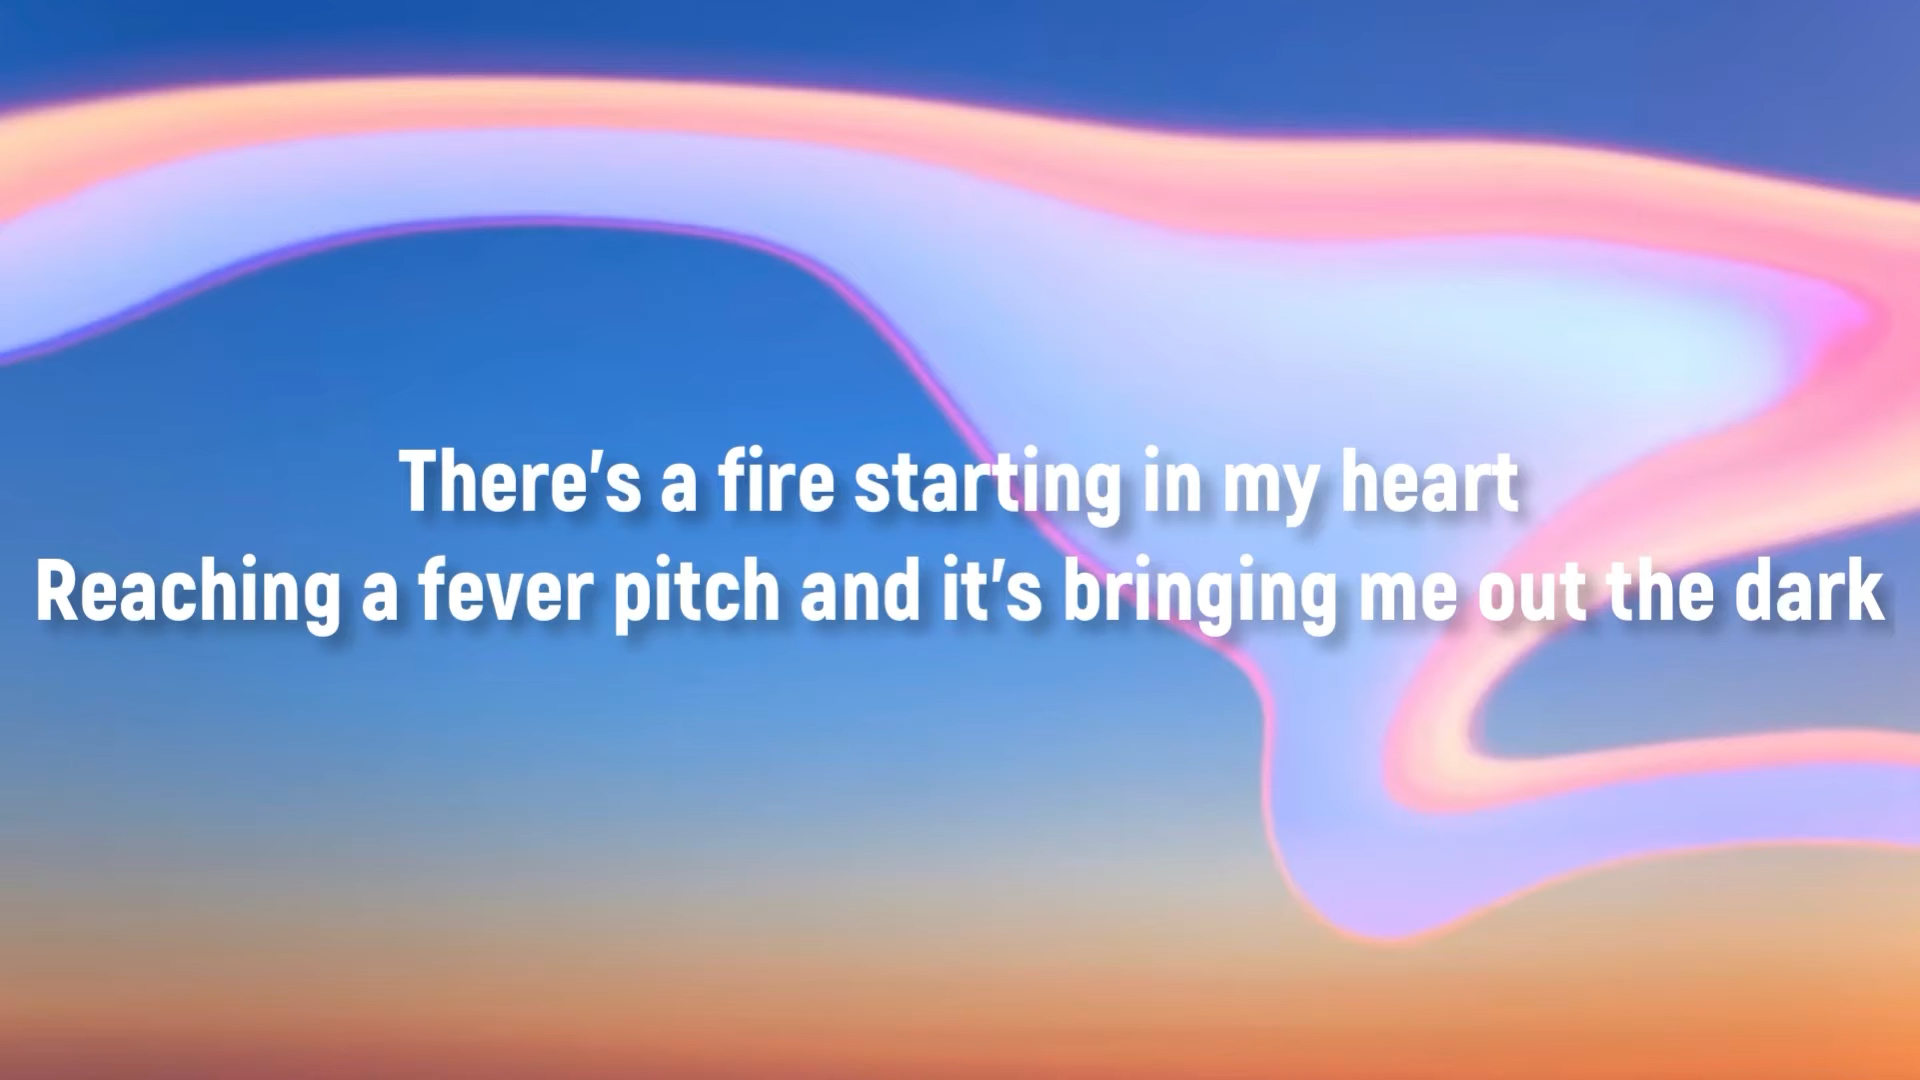 There's a fire starting in my heart
Reaching a fever pitch and it's bringing me out the dark